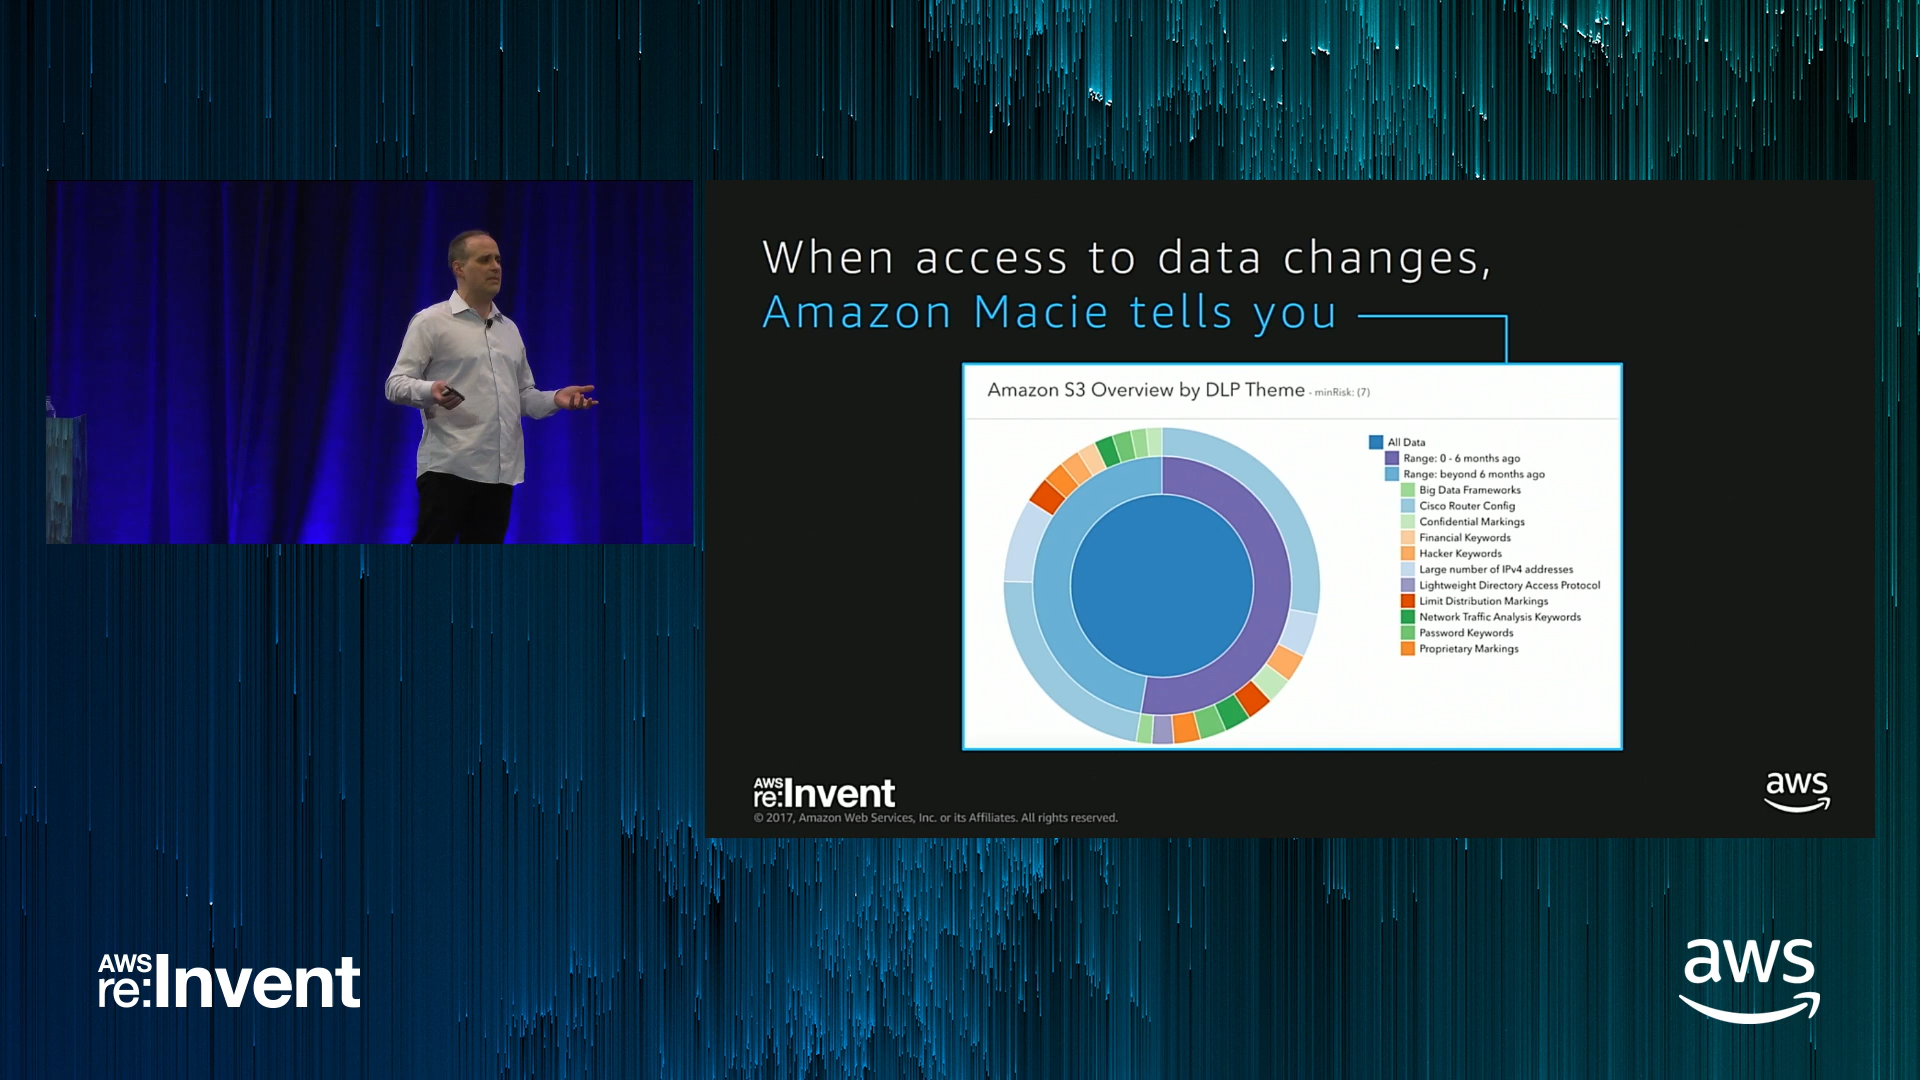 When access to data changes,
Amazon Macie tells you
Amazon S3 Overview by DLP Theme - minRisk: (7)
All Data
Range: 0 - 6 months ago
Range: beyond 6 months ago
Big Data Frameworks
Cisco Router Config
Confidential Markings
Financial Keywords
Hacker Keywords
Large number of IPv4 addresses
Lightweight Directory Access Protocol
Limit Distribution Markings
Network Traffic Analysis Keywords
Password Keywords
Proprietary Markings
AWS
re:Invent
© 2017, Amazon Web Services, Inc. or its Affiliates. All rights reserved.
aws
AWS
re:Invent
aws